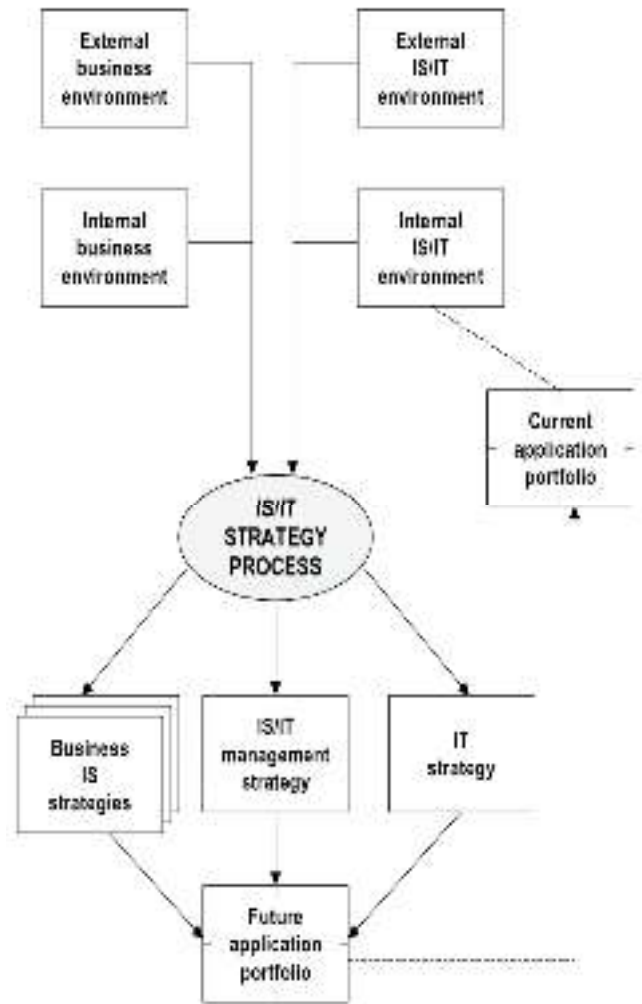 External
business
environment
External
IS/IT
environment
Internal
business
environment
Internal
IS/IT
environment
Current
application
portfolio
IS/IT
STRATEGY
PROCESS
Business
IS
strategies
IS/IT
management
strategy
IT
strategy
Future
application
portfolio